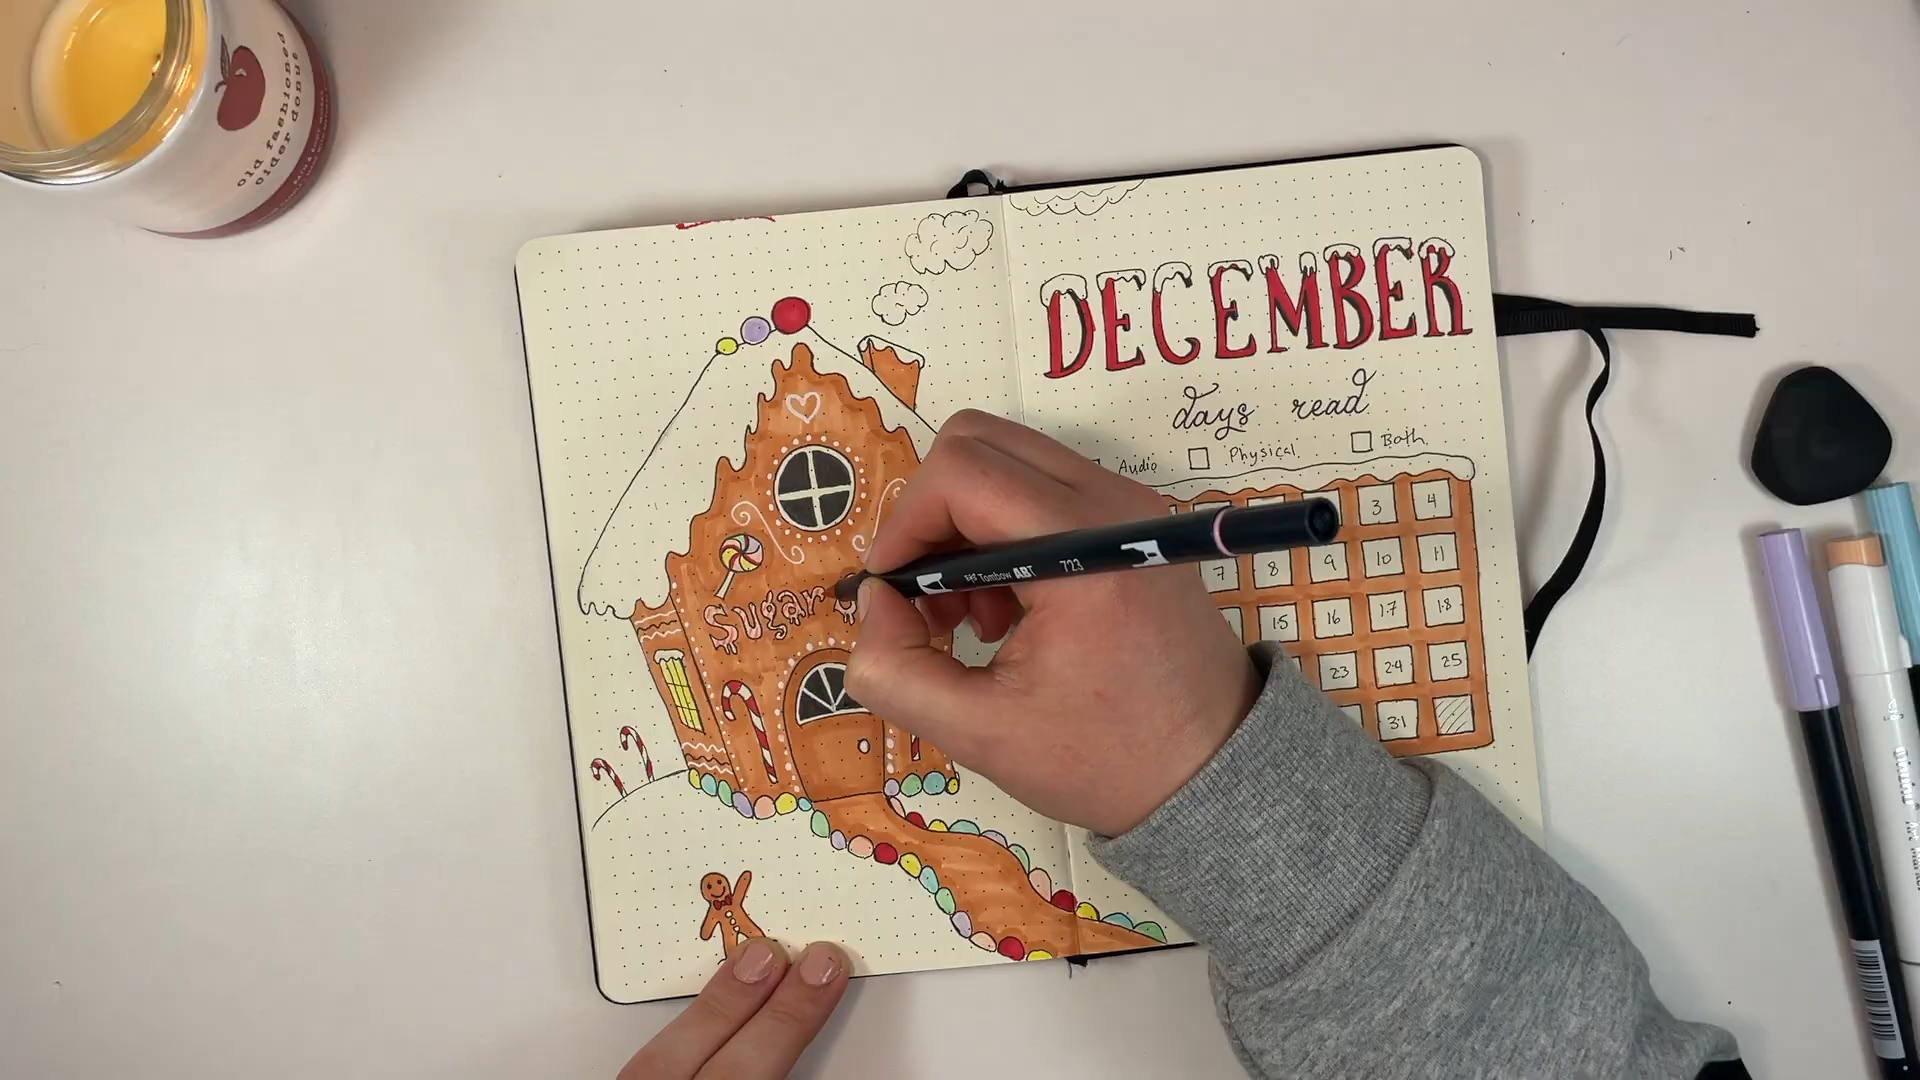 old fashioned
cider donut
DECEMBER
days read
Audio
Physical
Both
3
4
7
8
9
10
11
15
16
17
18
23
24
25
31
Sugar
Tombow ABT 723